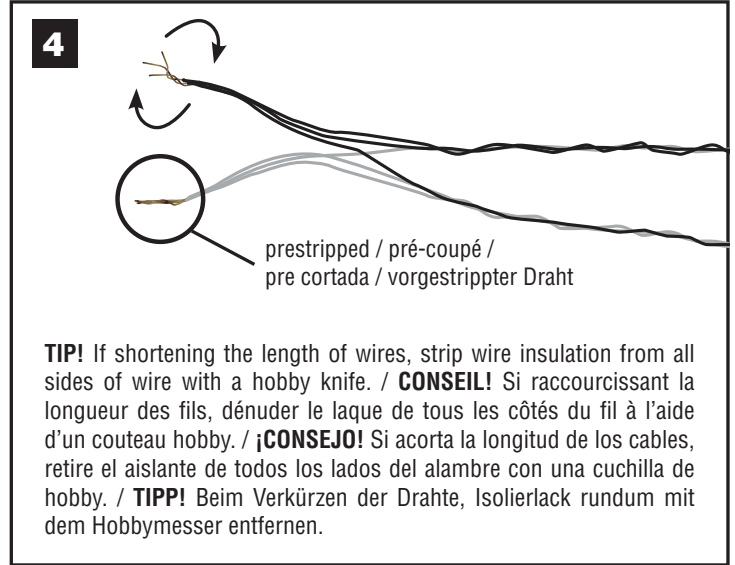 4
prestripped / pré-coupé /
pre cortada / vorgestrippter Draht
TIP! If shortening the length of wires, strip wire insulation from all
sides of wire with a hobby knife. / CONSEIL! Si raccourcissant la
longueur des fils, dénuder le laque de tous les côtés du fil à l’aide
d’un couteau hobby. / ¡CONSEJO! Si acorta la longitud de los cables,
retire el aislante de todos los lados del alambre con una cuchilla de
hobby. / TIPP! Beim Verkürzen der Drahte, Isolierlack rundum mit
dem Hobbymesser entfernen.